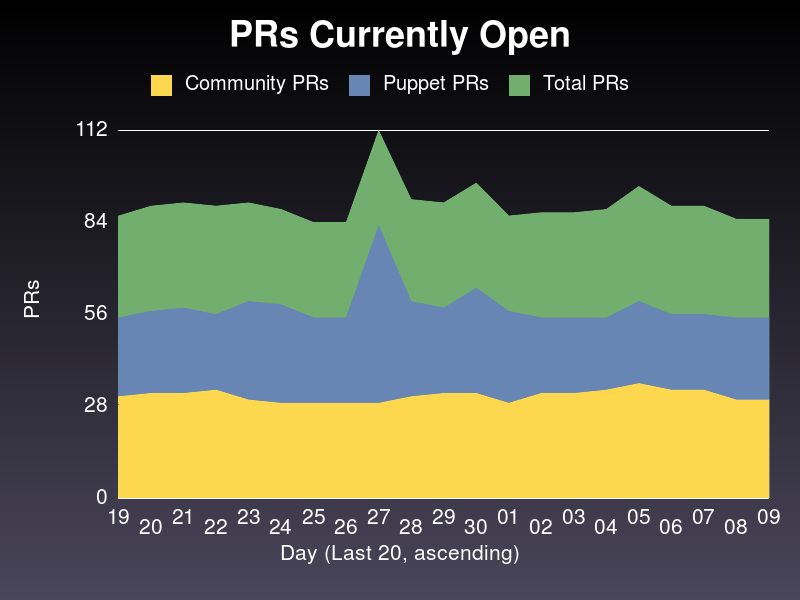 PRs Currently Open
Community PRs Puppet PRs Total PRs
112
84
56
28
0
PRs
19 20 21 22 23 24 25 26 27 28 29 30 01 02 03 04 05 06 07 08 09
Day (Last 20, ascending)